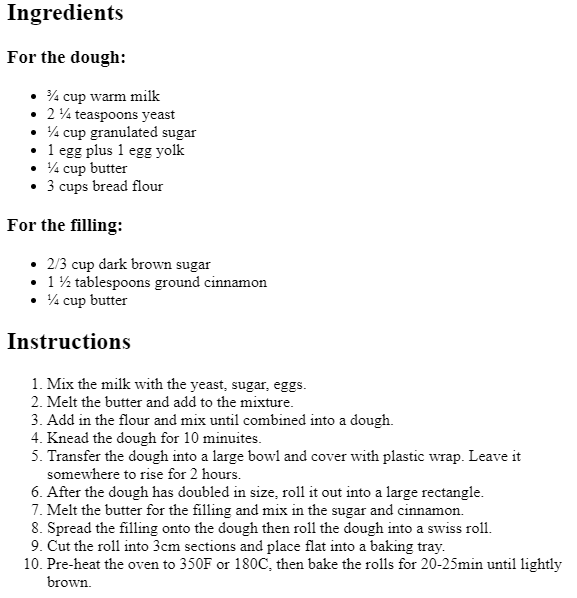 Ingredients
For the dough:
• ¾ cup warm milk
• 2 ¼ teaspoons yeast
• ¼ cup granulated sugar
• 1 egg plus 1 egg yolk
• ¼ cup butter
• 3 cups bread flour
For the filling:
• 2/3 cup dark brown sugar
• 1 ½ tablespoons ground cinnamon
• ¼ cup butter
Instructions
1. Mix the milk with the yeast, sugar, eggs.
2. Melt the butter and add to the mixture.
3. Add in the flour and mix until combined into a dough.
4. Knead the dough for 10 minuites.
5. Transfer the dough into a large bowl and cover with plastic wrap. Leave it
somewhere to rise for 2 hours.
6. After the dough has doubled in size, roll it out into a large rectangle.
7. Melt the butter for the filling and mix in the sugar and cinnamon.
8. Spread the filling onto the dough then roll the dough into a swiss roll.
9. Cut the roll into 3cm sections and place flat into a baking tray.
10. Pre-heat the oven to 350F or 180C, then bake the rolls for 20-25min until lightly
brown.